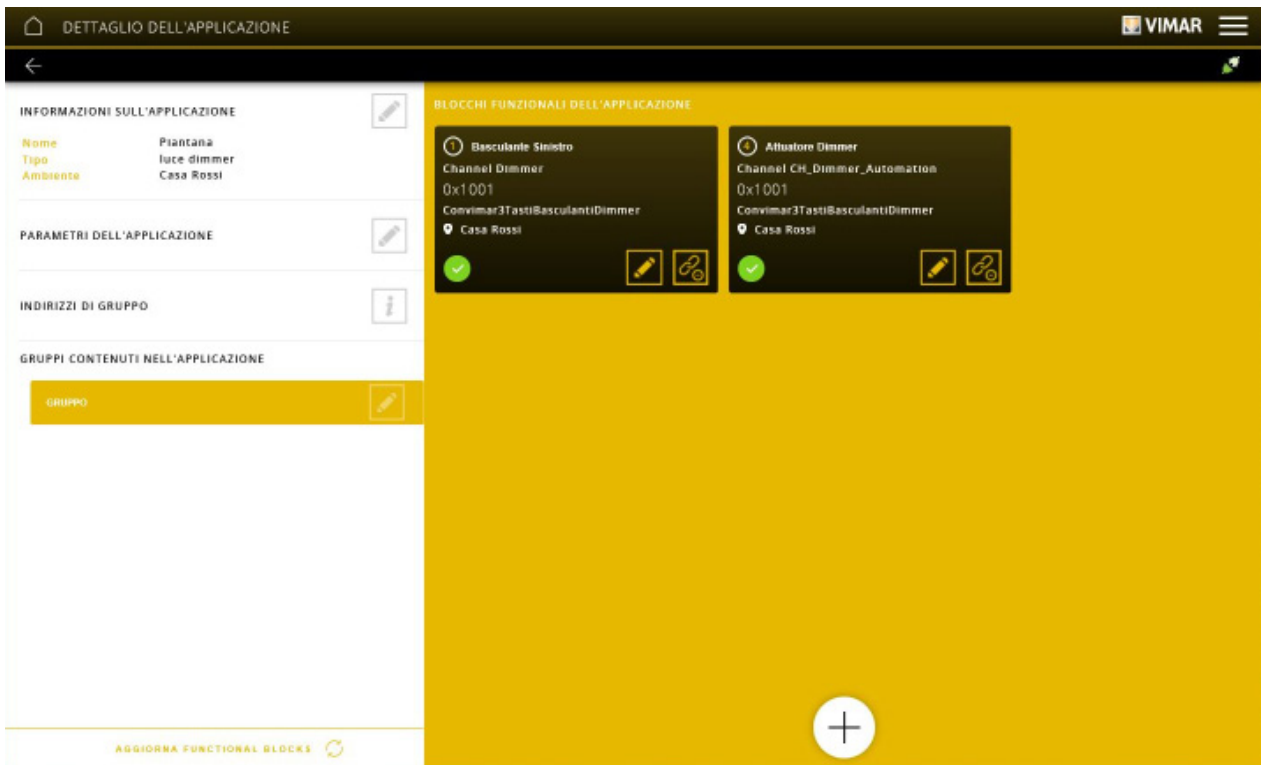 DETTAGLIO DELL'APPLICAZIONE
VIMAR
INFORMAZIONI SULL'APPLICAZIONE
Nome Piantana
Tipo luce dimmer
Ambiente Casa Rossi
PARAMETRI DELL'APPLICAZIONE
INDIRIZZI DI GRUPPO
i
GRUPPI CONTENUTI NELL'APPLICAZIONE
GRUPPO
AGGIORNA FUNCTIONAL BLOCKS
BLOCCHI FUNZIONALI DELL'APPLICAZIONE
1 Basculante Sinistro
Channel Dimmer
0x1001
Convimar3TastiBasculantiDimmer
Casa Rossi
4 Attuatore Dimmer
Channel CH_Dimmer_Automation
0x1001
Convimar3TastiBasculantiDimmer
Casa Rossi